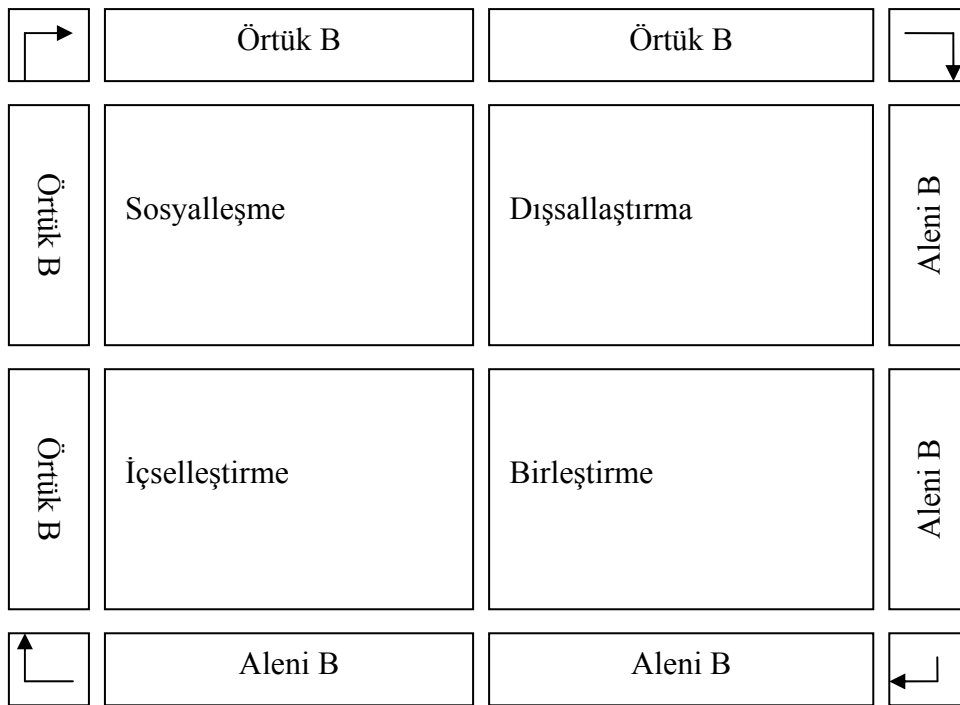 Örtük B
Örtük B
Örtük B
Sosyalleşme
Dışsallaştırma
Aleni B
Örtük B
İçselleştirme
Birleştirme
Aleni B
Aleni B
Aleni B